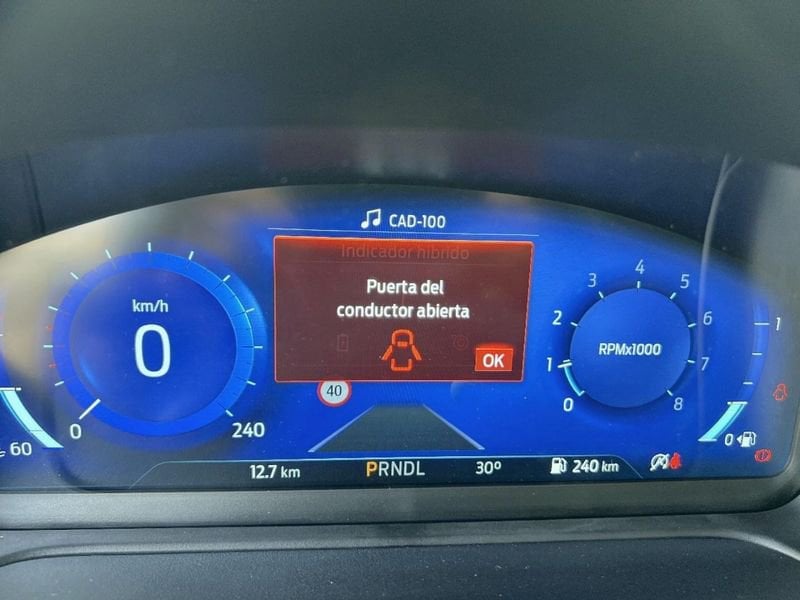 CAD-100
Indicador híbrido
Puerta del
conductor abierta
OK
km/h
0
0
240
40
RPMx1000
0
1
2
3
4
5
6
7
8
60
1
0
12.7 km
PRNDL
30º
240 km